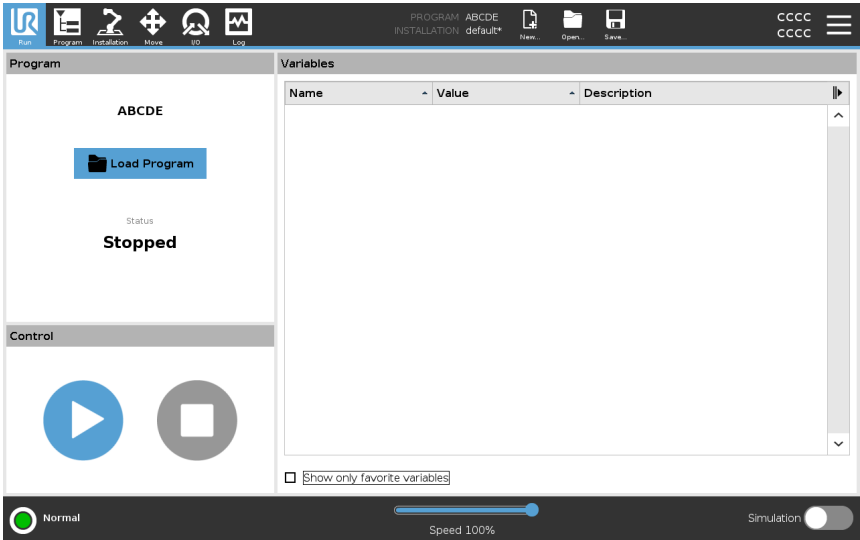 UR
PROGRAM ABCDE
INSTALLATION default*
CCCC
CCCC
Run Program Installation Move I/O Log
New... Open... Save...
Program
ABCDE
Load Program
Status
Stopped
Control
Variables
Name Value Description
Show only favorite variables
Normal
Speed 100%
Simulation